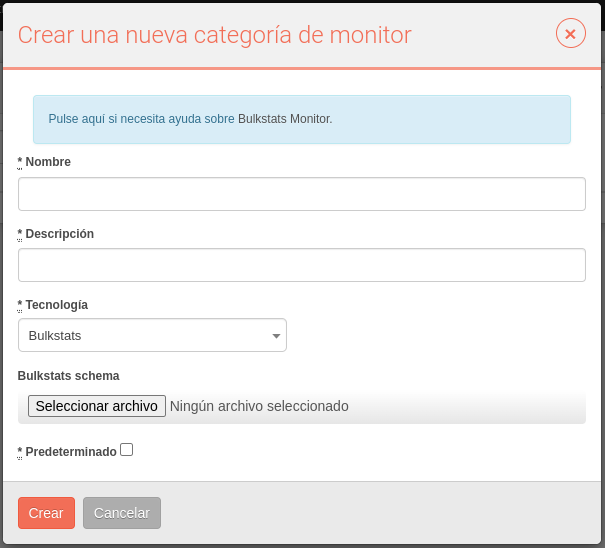 Crear una nueva categoría de monitor
Pulse aquí si necesita ayuda sobre Bulkstats Monitor.
* Nombre
* Descripción
* Tecnología
Bulkstats
Bulkstats schema
Seleccionar archivo Ningún archivo seleccionado
* Predeterminado
Crear Cancelar